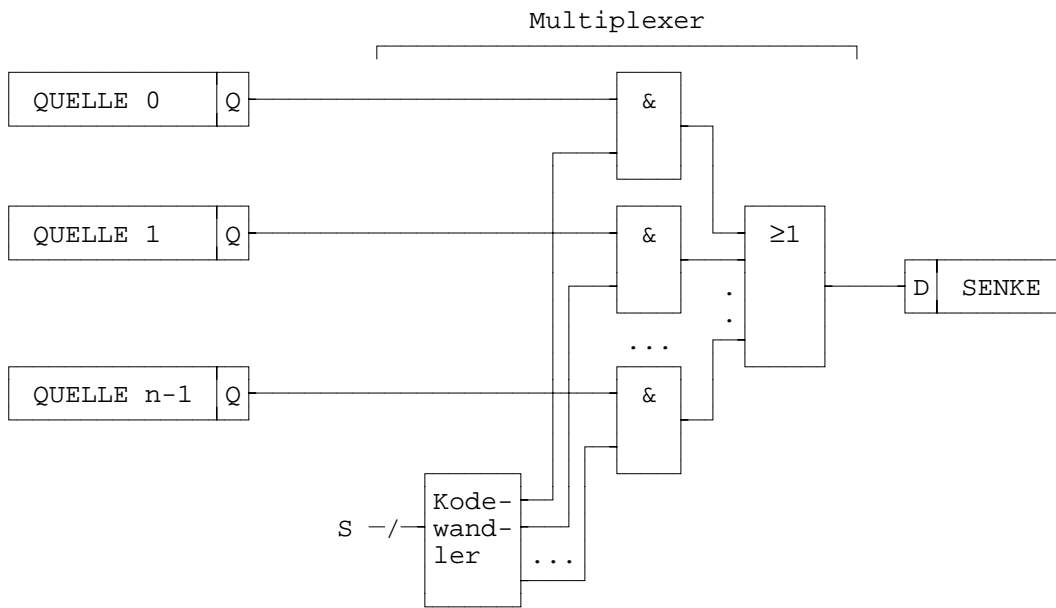 Multiplexer
QUELLE 0 Q
&
QUELLE 1 Q
&
≥1
D SENKE
...
QUELLE n-1 Q
&
S
Kode-
wand-
ler
...